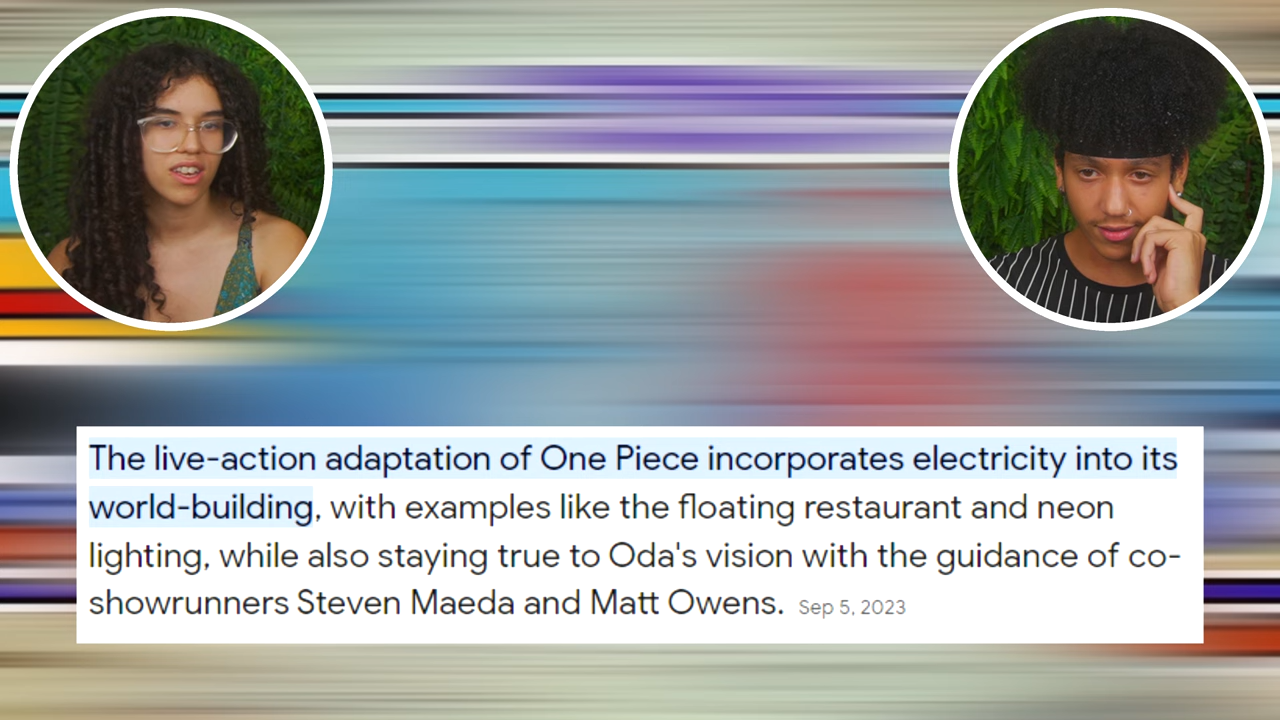 The live-action adaptation of One Piece incorporates electricity into its
world-building, with examples like the floating restaurant and neon
lighting, while also staying true to Oda's vision with the guidance of co-
showrunners Steven Maeda and Matt Owens. Sep 5, 2023